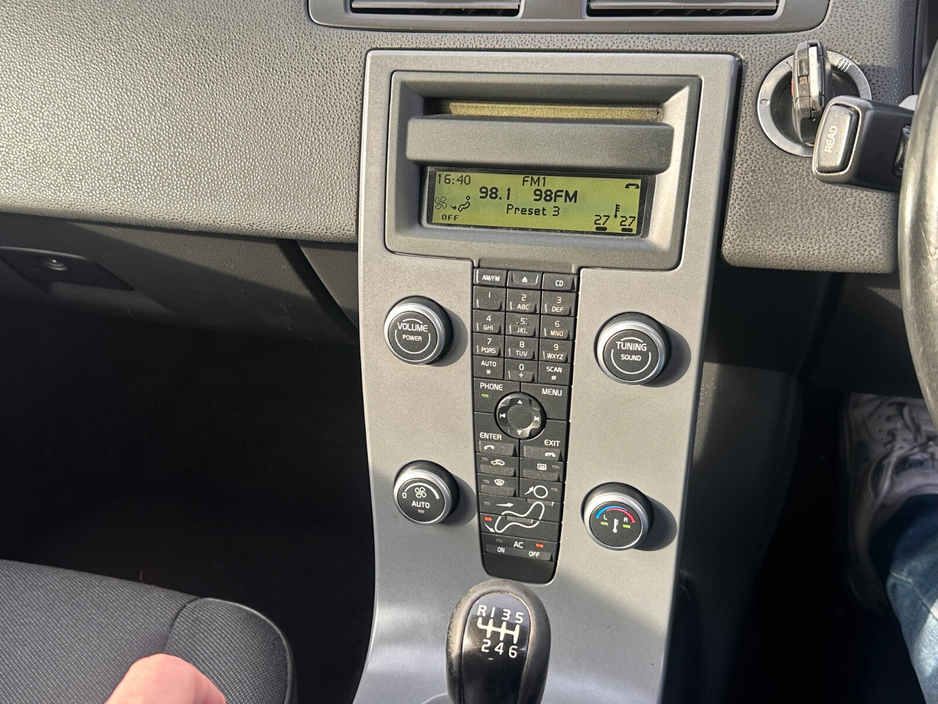 16:40 FM1
98.1 98FM
Preset 3
OFF 27 27
READ
AM/FM CD
1 2 ABC 3 DEF
4 GHI 5 JKL 6 MNO
7 PQRS 8 TUV 9 WXYZ
AUTO * 0 + SCAN #
VOLUME
POWER
TUNING
SOUND
PHONE MENU
ENTER EXIT
0 AUTO
L R
AC
ON OFF
R 1 3 5
2 4 6